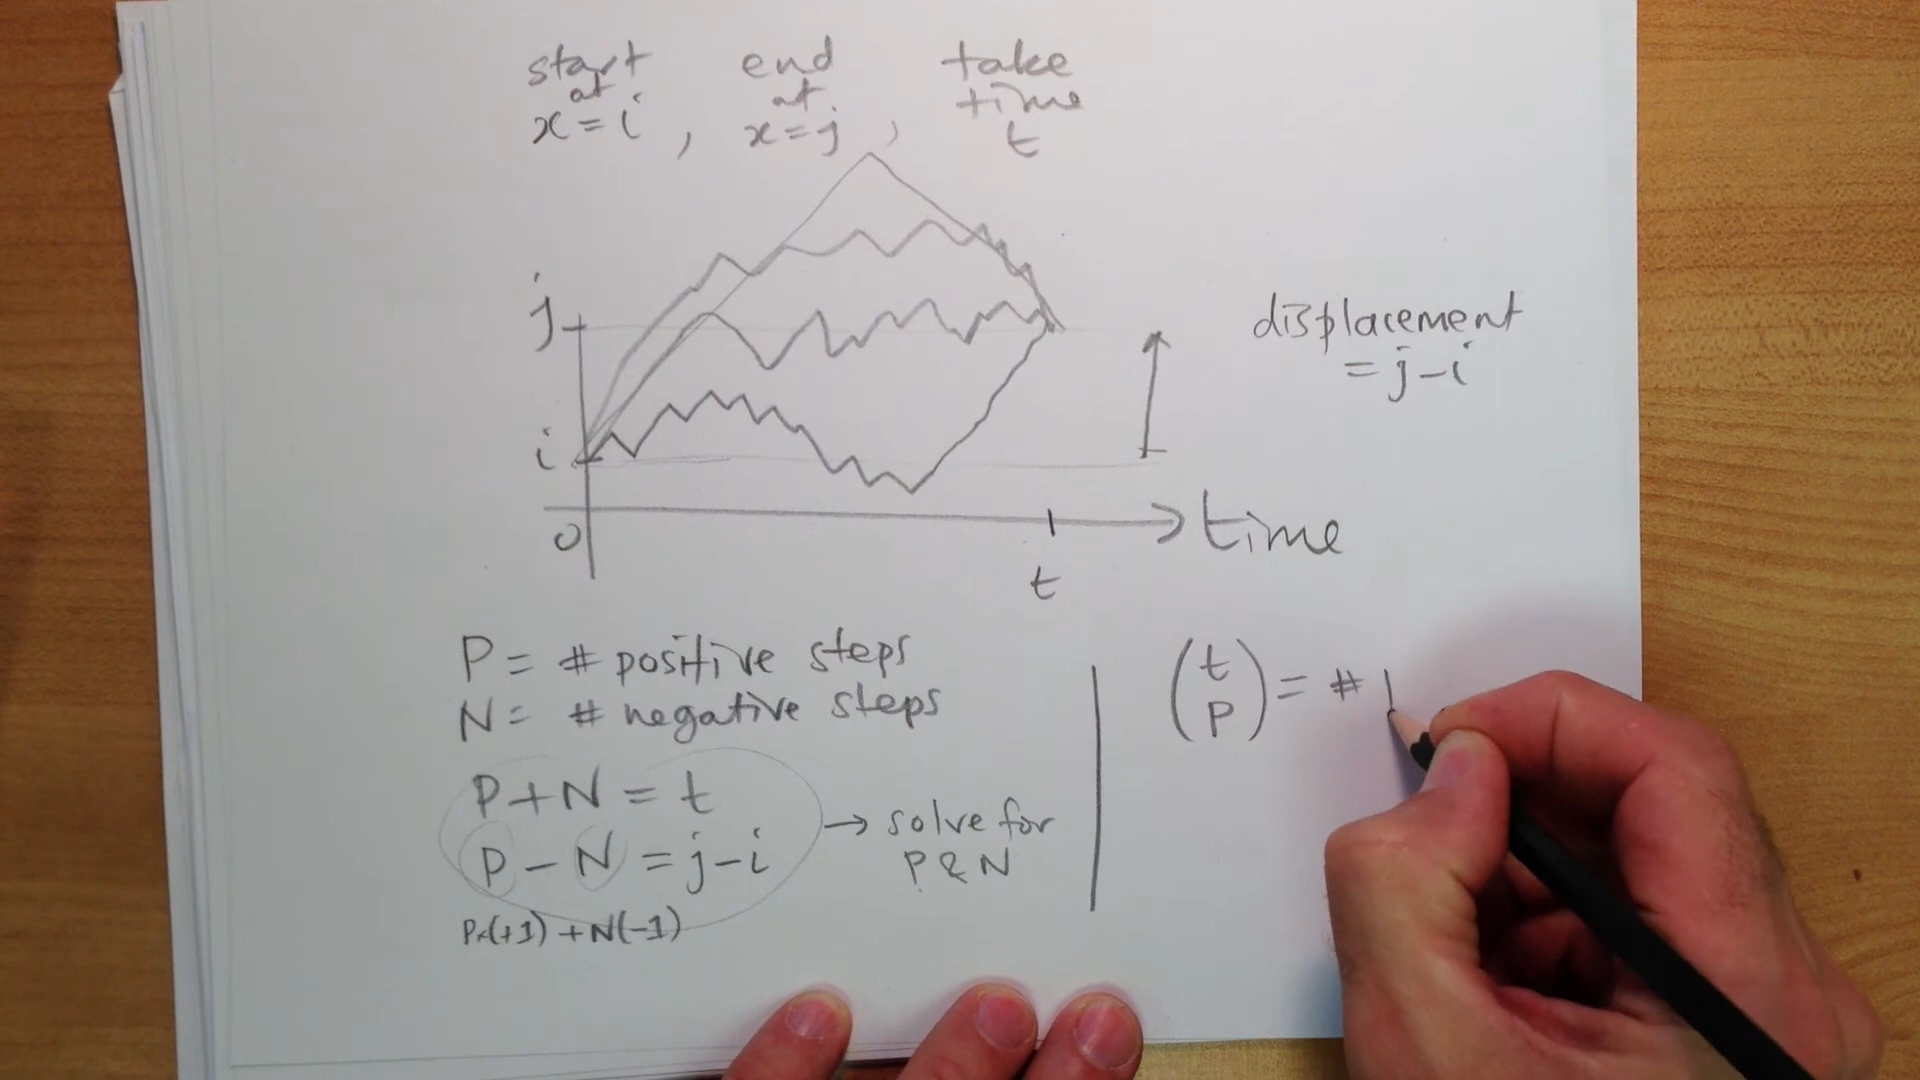 start end take
at at time
x=i , x=j , t
j
displacement
= j-i
i
0
time
t
P = # positive steps
N = # negative steps
P+N = t
P-N = j-i
→ solve for
P & N
P×(+1) + N(-1)
(t P) = #